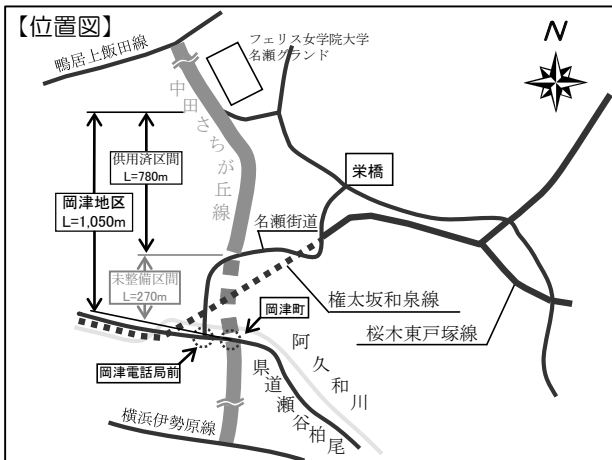 【位置図】
フェリス女学院大学
名瀬グランド
N
鴨居上飯田線
中田さちが丘線
供用済区間
L=780m
栄橋
岡津地区
L=1,050m
名瀬街道
未整備区間
L=270m
岡津町
権太坂和泉線
桜木東戸塚線
岡津電話局前
阿久和川
県道瀬谷柏尾
横浜伊勢原線